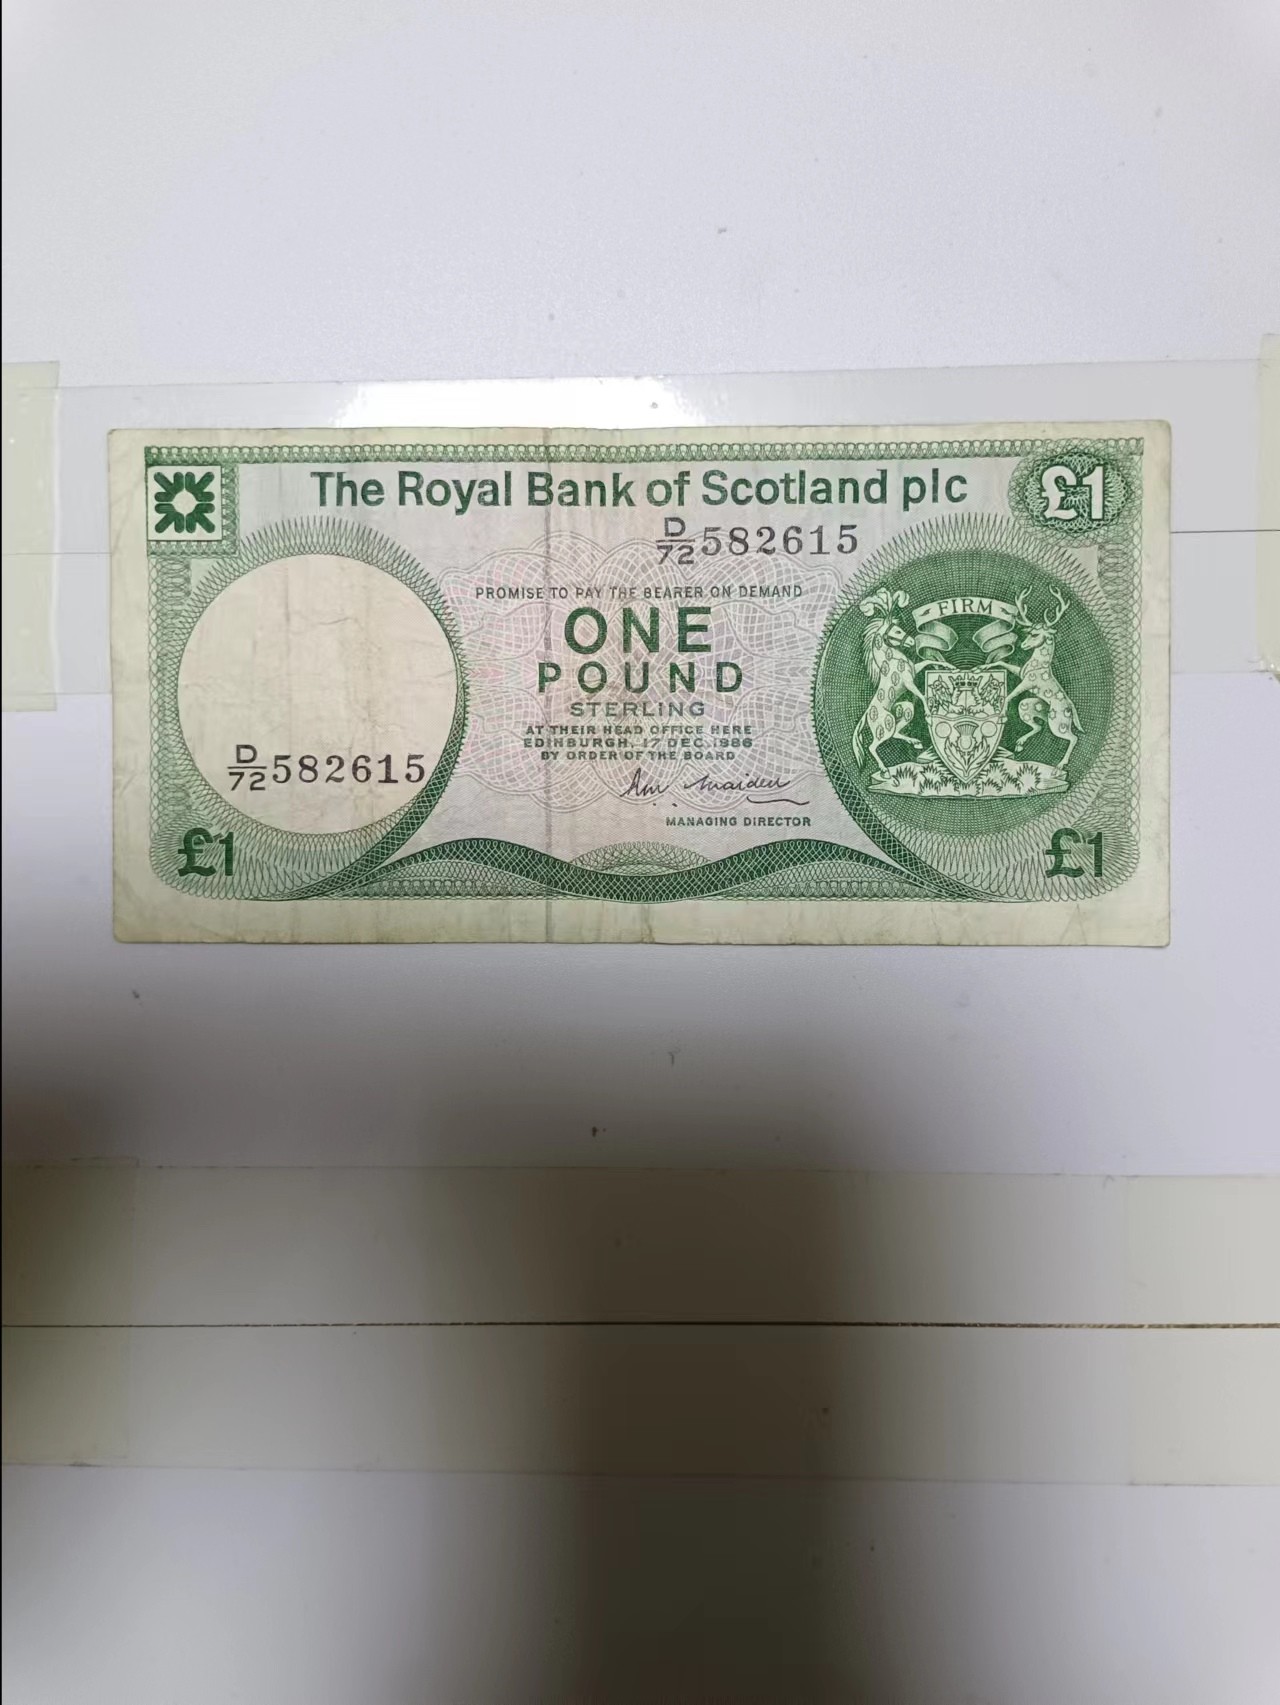 The Royal Bank of Scotland plc
£1
D/72 582615
PROMISE TO PAY THE BEARER ON DEMAND
ONE
POUND
STERLING
AT THEIR HEAD OFFICE HERE
EDINBURGH, 17 DEC. 1986
BY ORDER OF THE BOARD
FIRM
D/72 582615
MANAGING DIRECTOR
£1
£1